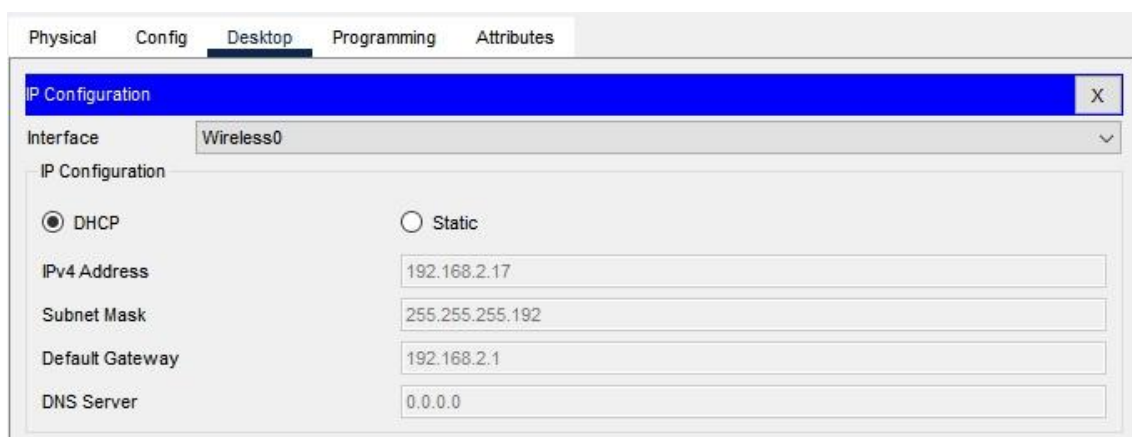 Physical Config Desktop Programming Attributes
IP Configuration X
Interface Wireless0
IP Configuration
DHCP Static
IPv4 Address 192.168.2.17
Subnet Mask 255.255.255.192
Default Gateway 192.168.2.1
DNS Server 0.0.0.0